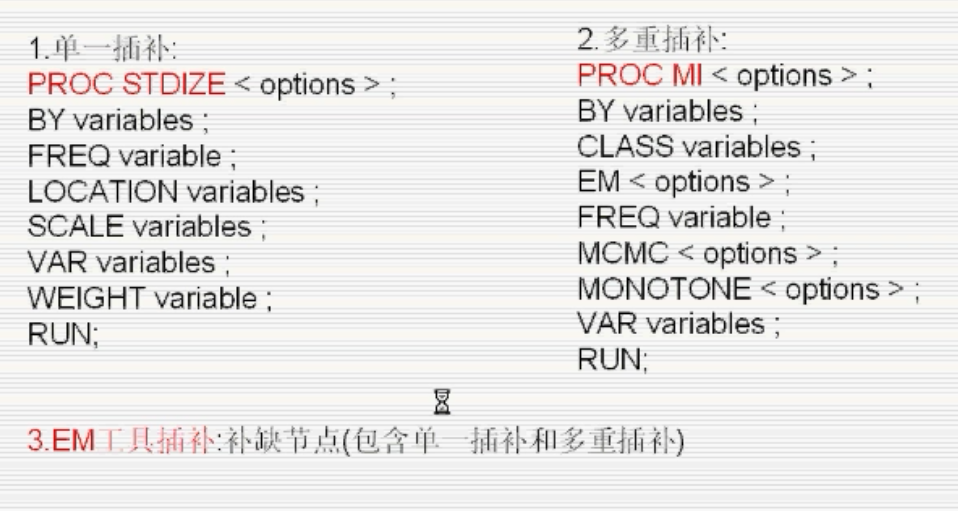 1.单一插补:
PROC STDIZE < options > ;
BY variables ;
FREQ variable ;
LOCATION variables ;
SCALE variables ;
VAR variables ;
WEIGHT variable ;
RUN;
2.多重插补:
PROC MI < options > ;
BY variables ;
CLASS variables ;
EM < options > ;
FREQ variable ;
MCMC < options > ;
MONOTONE < options > ;
VAR variables ;
RUN;
3.EM工具插补:补缺节点(包含单一插补和多重插补)